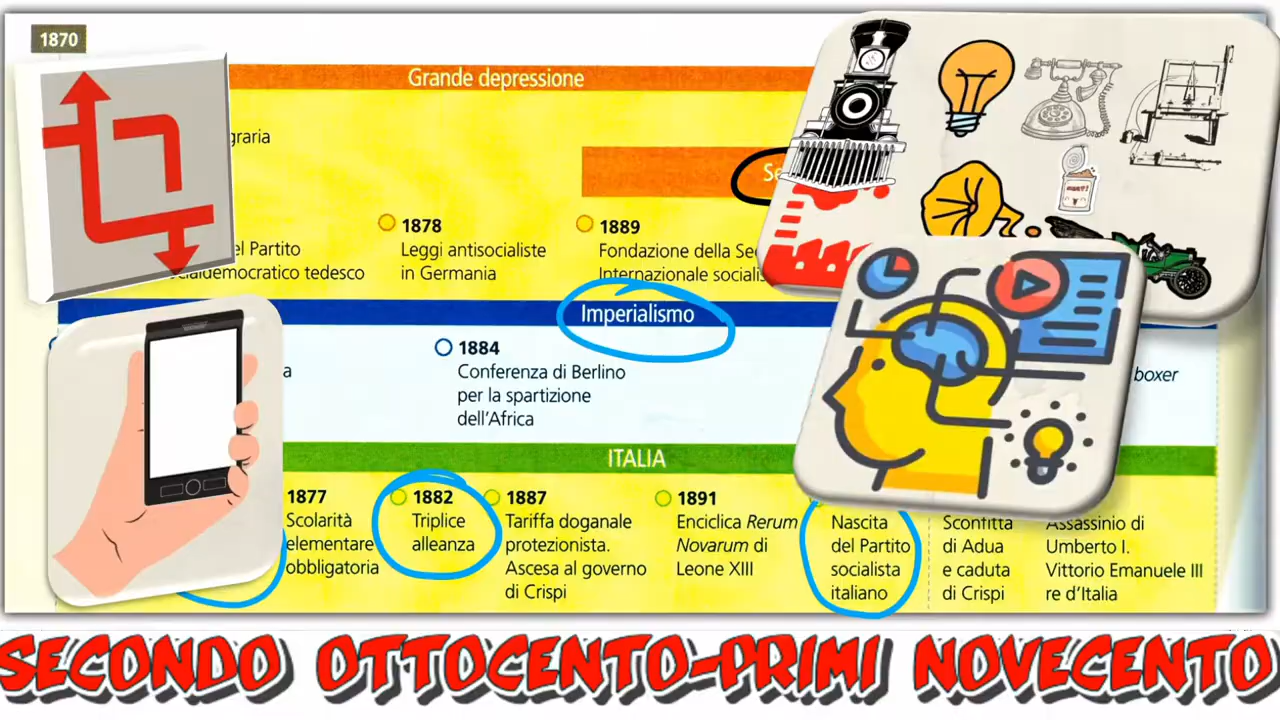 1870
Grande depressione
graria
Se
1878
Leggi antisocialiste
in Germania
1889
Fondazione della Se
Internazionale socialis
el Partito
cialdemocratico tedesco
Imperialismo
a
1884
Conferenza di Berlino
per la spartizione
dell'Africa
boxer
ITALIA
1877
Scolarità
elementare
obbligatoria
1882
Triplice
alleanza
1887
Tariffa doganale
protezionista.
Ascesa al governo
di Crispi
1891
Enciclica Rerum
Novarum di
Leone XIII
Nascita
del Partito
socialista
italiano
Sconfitta
di Adua
e caduta
di Crispi
Assassinio di
Umberto I.
Vittorio Emanuele III
re d'Italia
SECONDO OTTOCENTO-PRIMI NOVECENTO